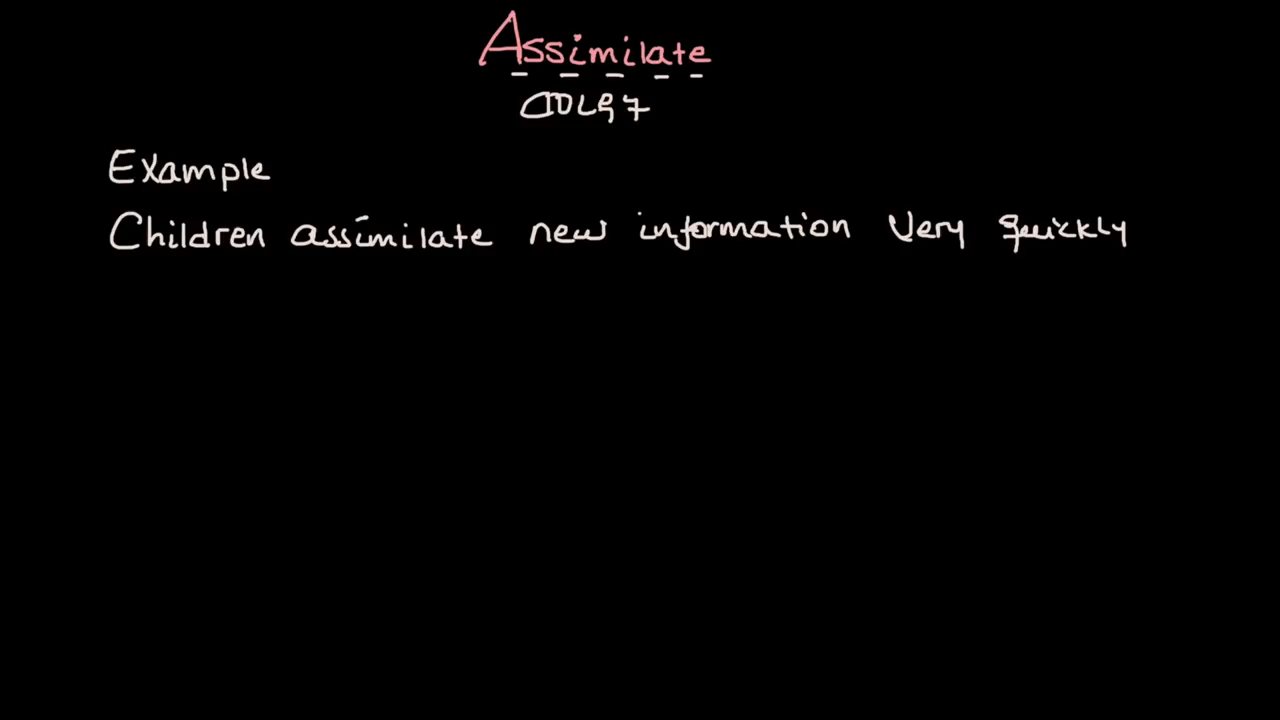 Assimilate
Example
Children assimilate new information very quickly